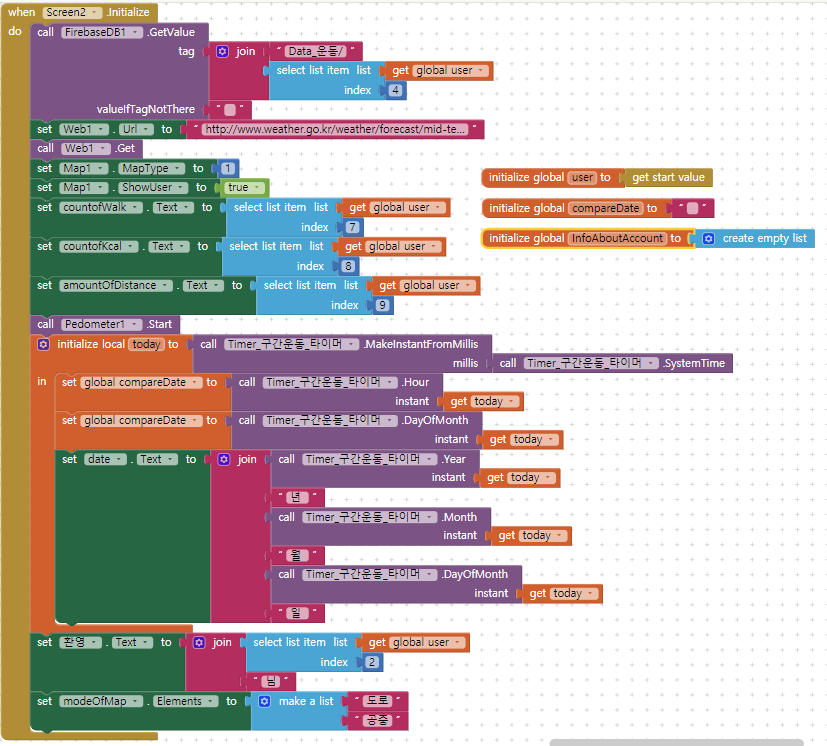 when Screen2 .Initialize
do call FirebaseDB1 .GetValue
tag join " Data_운동/ "
select list item list get global user
index 4
valueIfTagNotThere " "
set Web1 . Url to " http://www.weather.go.kr/weather/forecast/mid-te... "
call Web1 .Get
set Map1 . MapType to 1
set Map1 . ShowUser to true
set countofWalk . Text to select list item list get global user
index 7
set countofKcal . Text to select list item list get global user
index 8
set amountOfDistance . Text to select list item list get global user
index 9
call Pedometer1 .Start
initialize local today to call Timer_구간운동_타이머 .MakeInstantFromMillis
millis call Timer_구간운동_타이머 .SystemTime
in set global compareDate to call Timer_구간운동_타이머 .Hour
instant get today
set global compareDate to call Timer_구간운동_타이머 .DayOfMonth
instant get today
set date . Text to join call Timer_구간운동_타이머 .Year
instant get today
" 년 "
call Timer_구간운동_타이머 .Month
instant get today
" 월 "
call Timer_구간운동_타이머 .DayOfMonth
instant get today
" 일 "
set 환영 . Text to join select list item list get global user
index 2
" 님 "
set modeOfMap . Elements to make a list " 도로 "
" 공중 "
initialize global user to get start value
initialize global compareDate to " "
initialize global InfoAboutAccount to create empty list